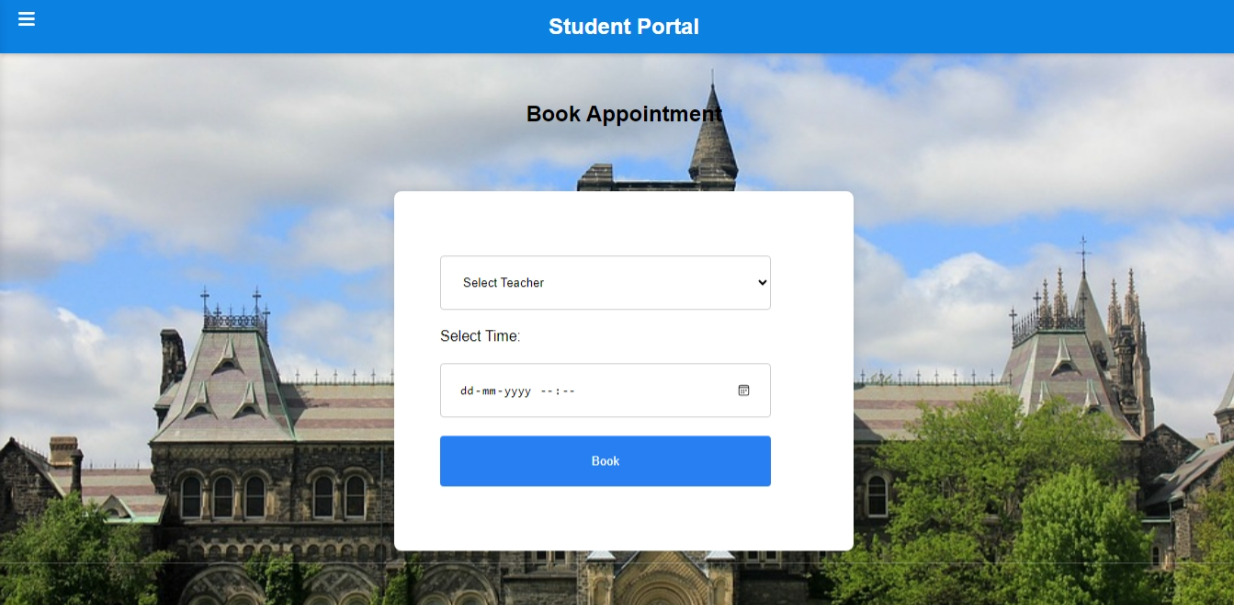 Student Portal
Book Appointment
Select Teacher
Select Time:
dd-mm-yyyy --:--
Book